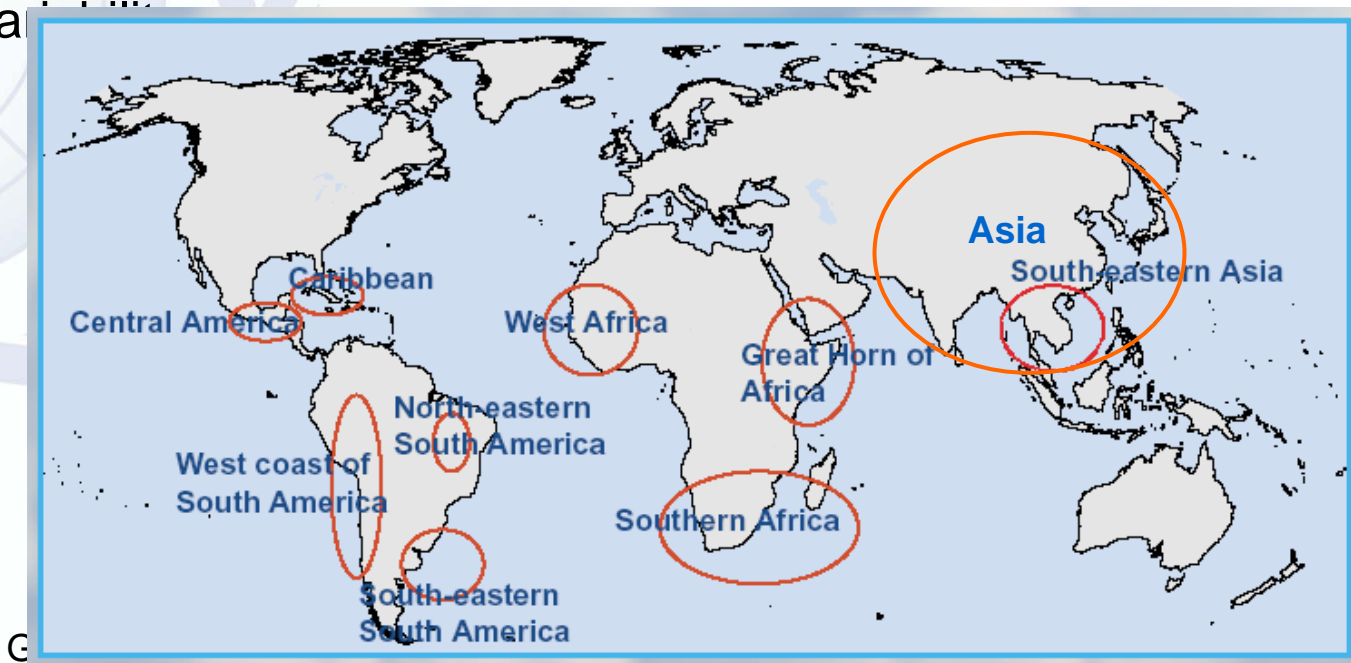 Asia
South-eastern Asia
Caribbean
Central America
West Africa
Great Horn of
Africa
North-eastern
South America
West coast of
South America
Southern Africa
South-eastern
South America
G